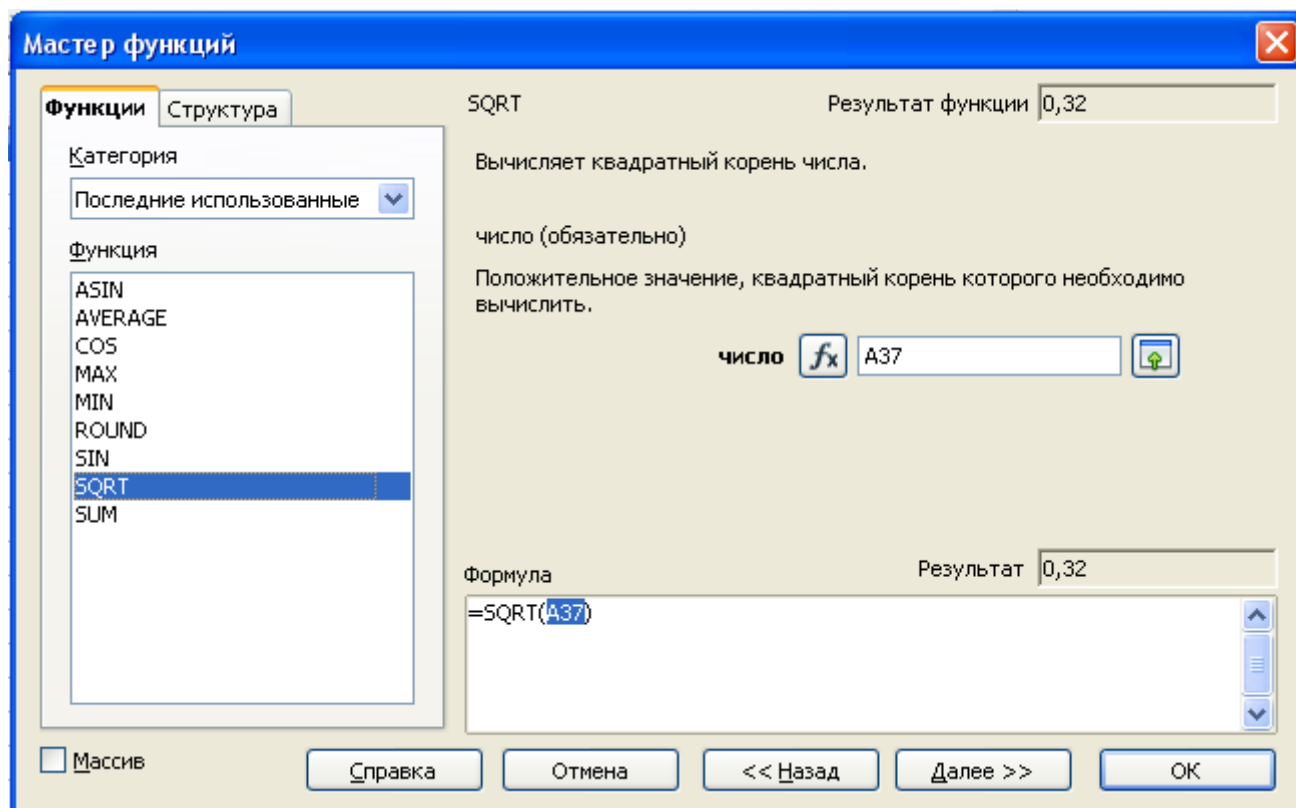 Мастер функций
Функции
Структура
Категория
Последние использованные
Функция
ASIN
AVERAGE
COS
MAX
MIN
ROUND
SIN
SQRT
SUM
Массив
SQRT
Результат функции 0,32
Вычисляет квадратный корень числа.
число (обязательно)
Положительное значение, квадратный корень которого необходимо
вычислить.
число fx A37
Формула
Результат 0,32
=SQRT(A37)
Справка
Отмена
<< Назад
Далее >>
ОК